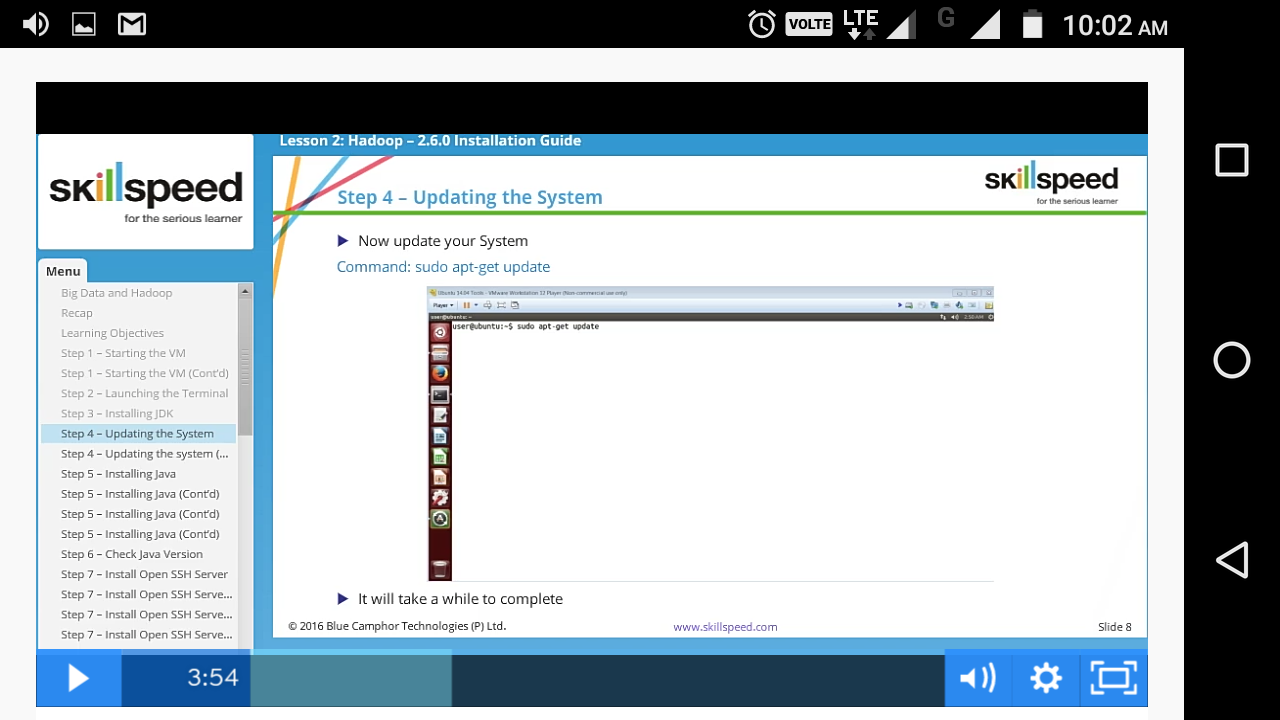 VOLTE LTE G 10:02 AM
Lesson 2: Hadoop – 2.6.0 Installation Guide
skillspeed
for the serious learner
Menu
Big Data and Hadoop
Recap
Learning Objectives
Step 1 – Starting the VM
Step 1 – Starting the VM (Cont'd)
Step 2 – Launching the Terminal
Step 3 – Installing JDK
Step 4 – Updating the System
Step 4 – Updating the system (...
Step 5 – Installing Java
Step 5 – Installing Java (Cont'd)
Step 5 – Installing Java (Cont'd)
Step 5 – Installing Java (Cont'd)
Step 6 – Check Java Version
Step 7 – Install Open SSH Server
Step 7 – Install Open SSH Serve...
Step 7 – Install Open SSH Serve...
Step 7 – Install Open SSH Serve...
Step 4 – Updating the System
skillspeed
for the serious learner
Now update your System
Command: sudo apt-get update
Ubuntu 14.04 Tools - VMware Workstation 12 Player (Non-commercial use only)
Player
user@ubuntu: ~
user@ubuntu:~$ sudo apt-get update
It will take a while to complete
© 2016 Blue Camphor Technologies (P) Ltd. www.skillspeed.com Slide 8
3:54